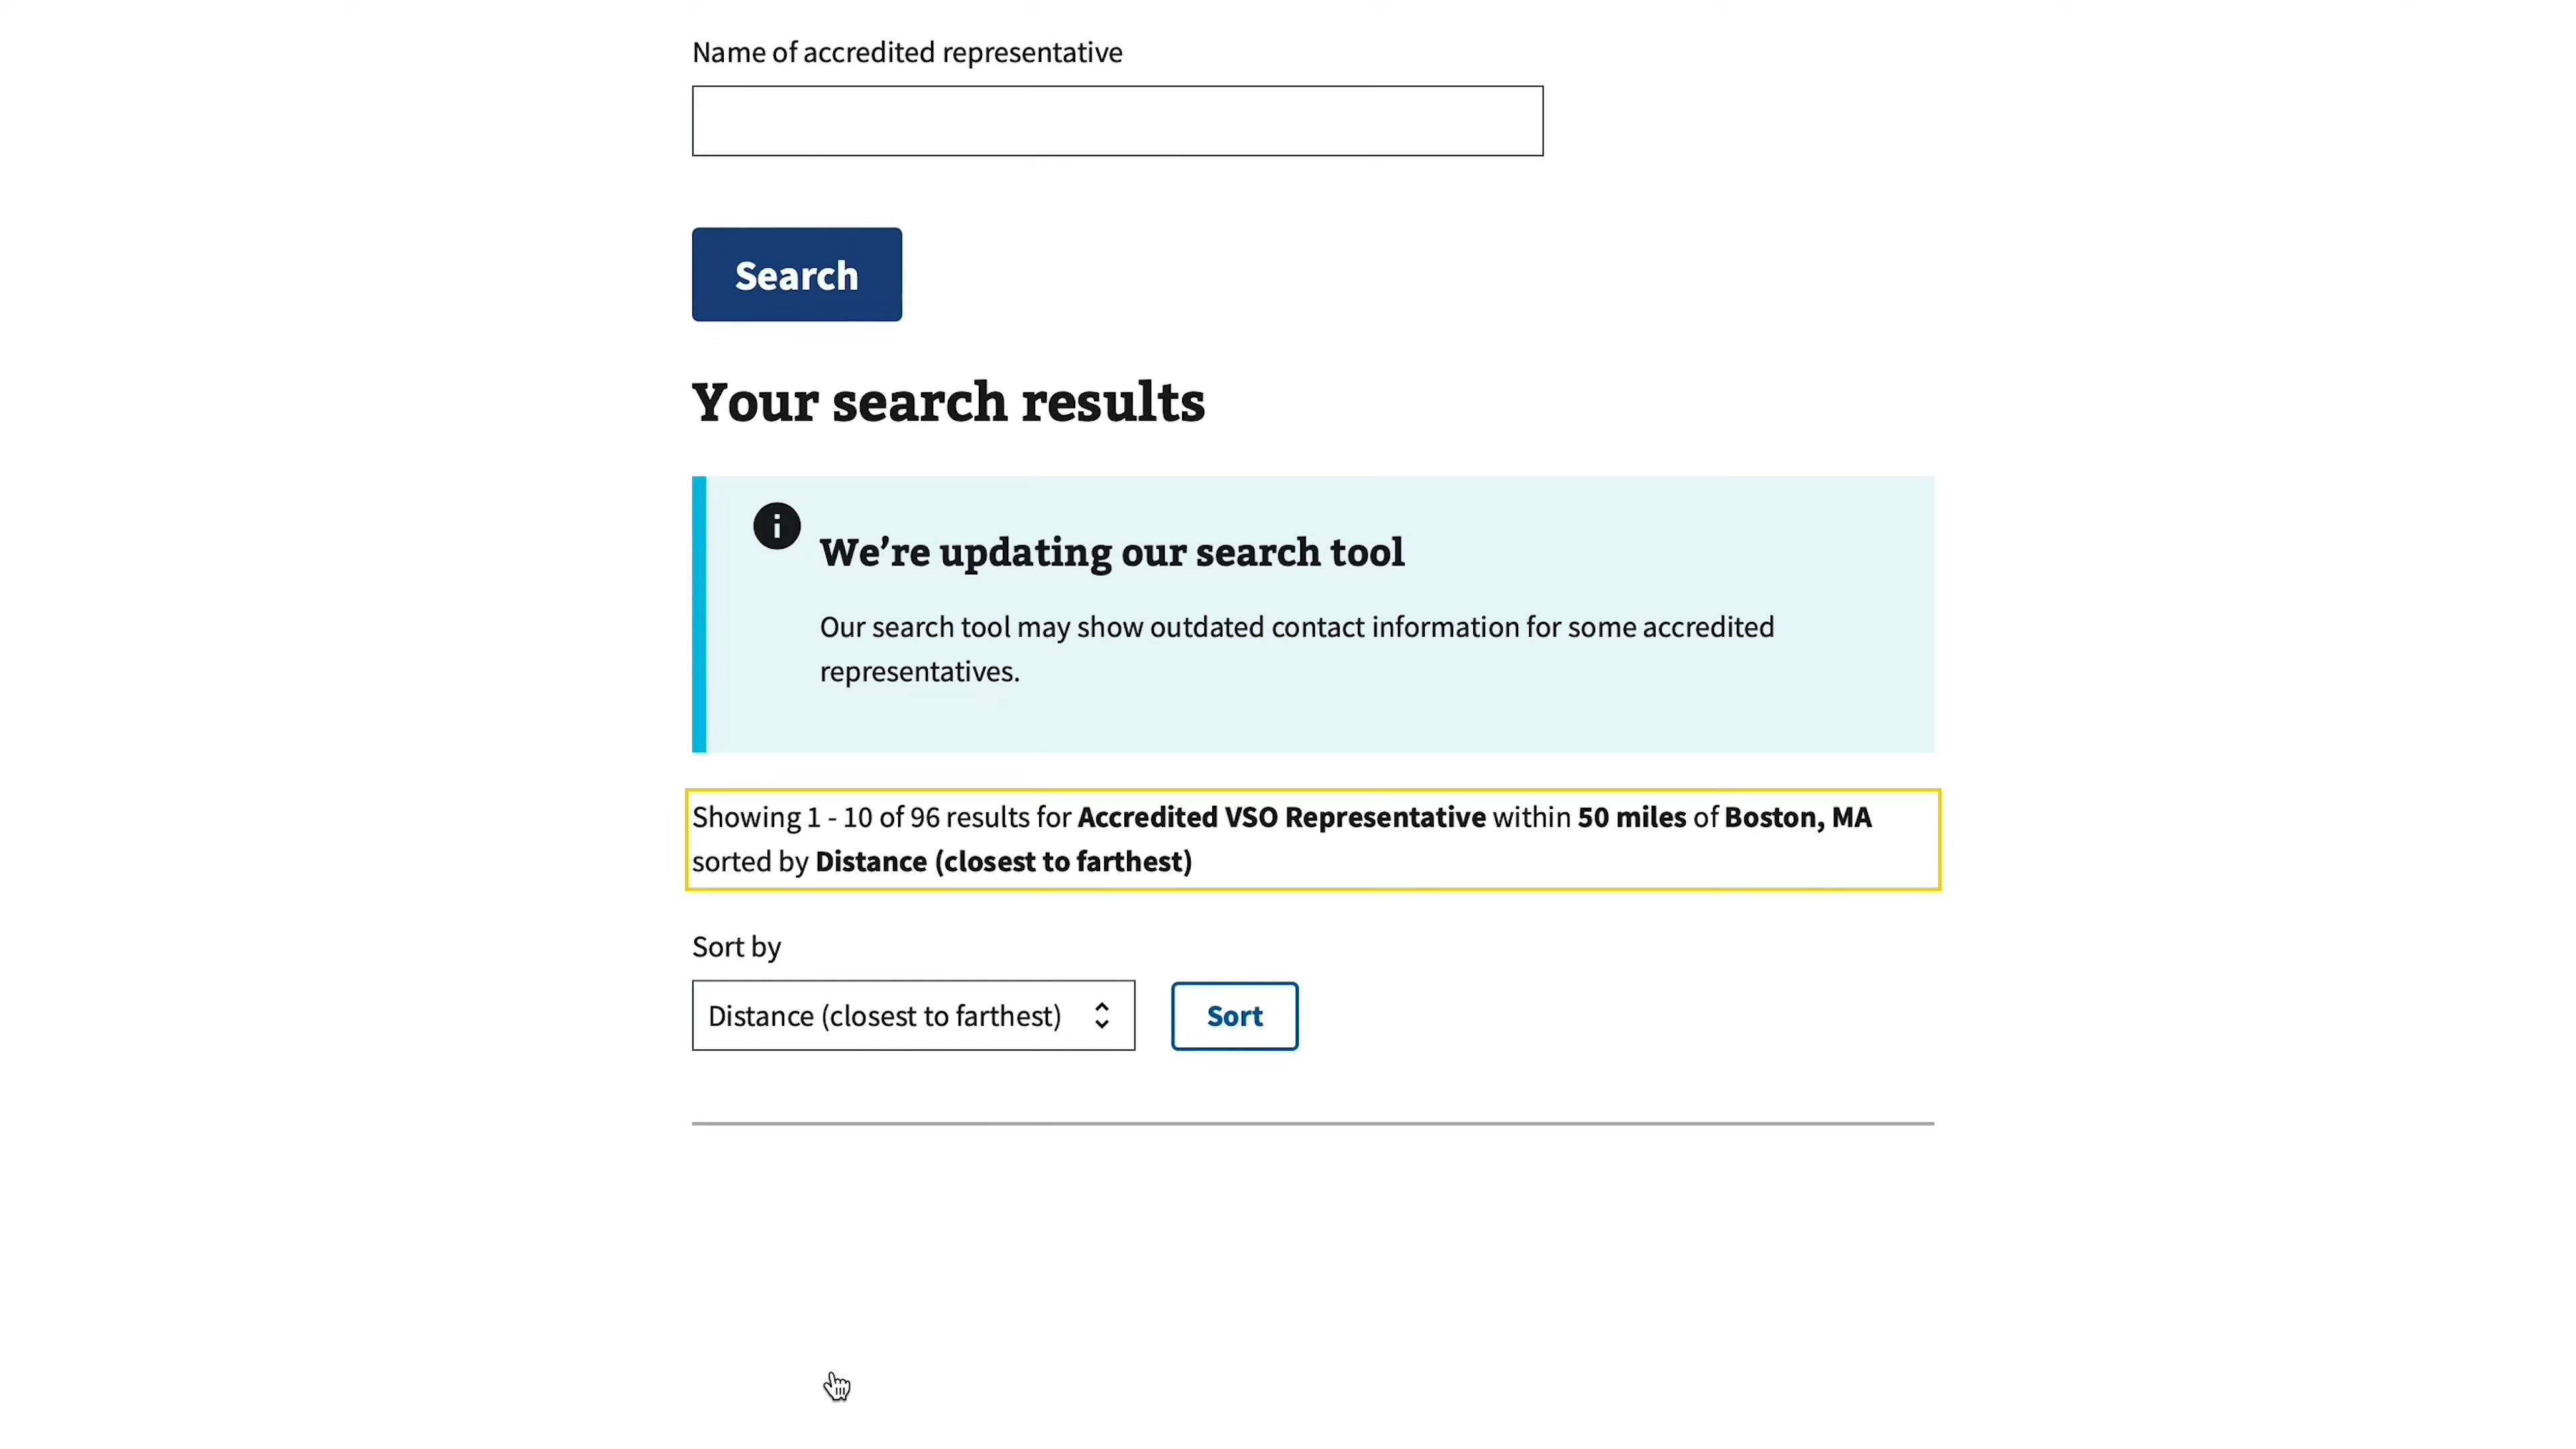 Name of accredited representative
Search
Your search results
We’re updating our search tool
Our search tool may show outdated contact information for some accredited
representatives.
Showing 1 - 10 of 96 results for Accredited VSO Representative within 50 miles of Boston, MA
sorted by Distance (closest to farthest)
Sort by
Distance (closest to farthest)
Sort